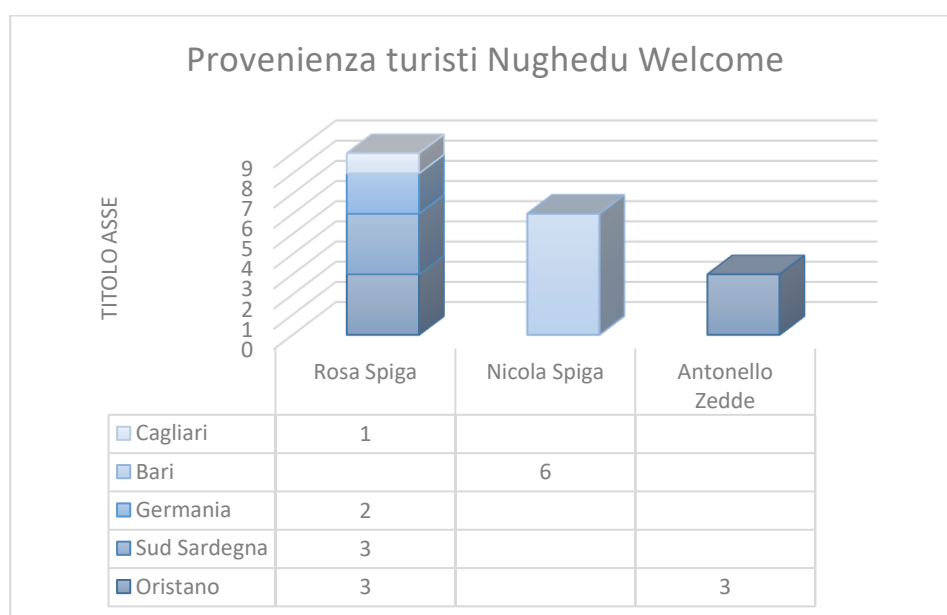 Provenienza turisti Nughedu Welcome
TITOLO ASSE
9
8
7
6
5
4
3
2
1
0
Rosa Spiga Nicola Spiga Antonello
Zedde
Cagliari 1
Bari 6
Germania 2
Sud Sardegna 3
Oristano 3 3